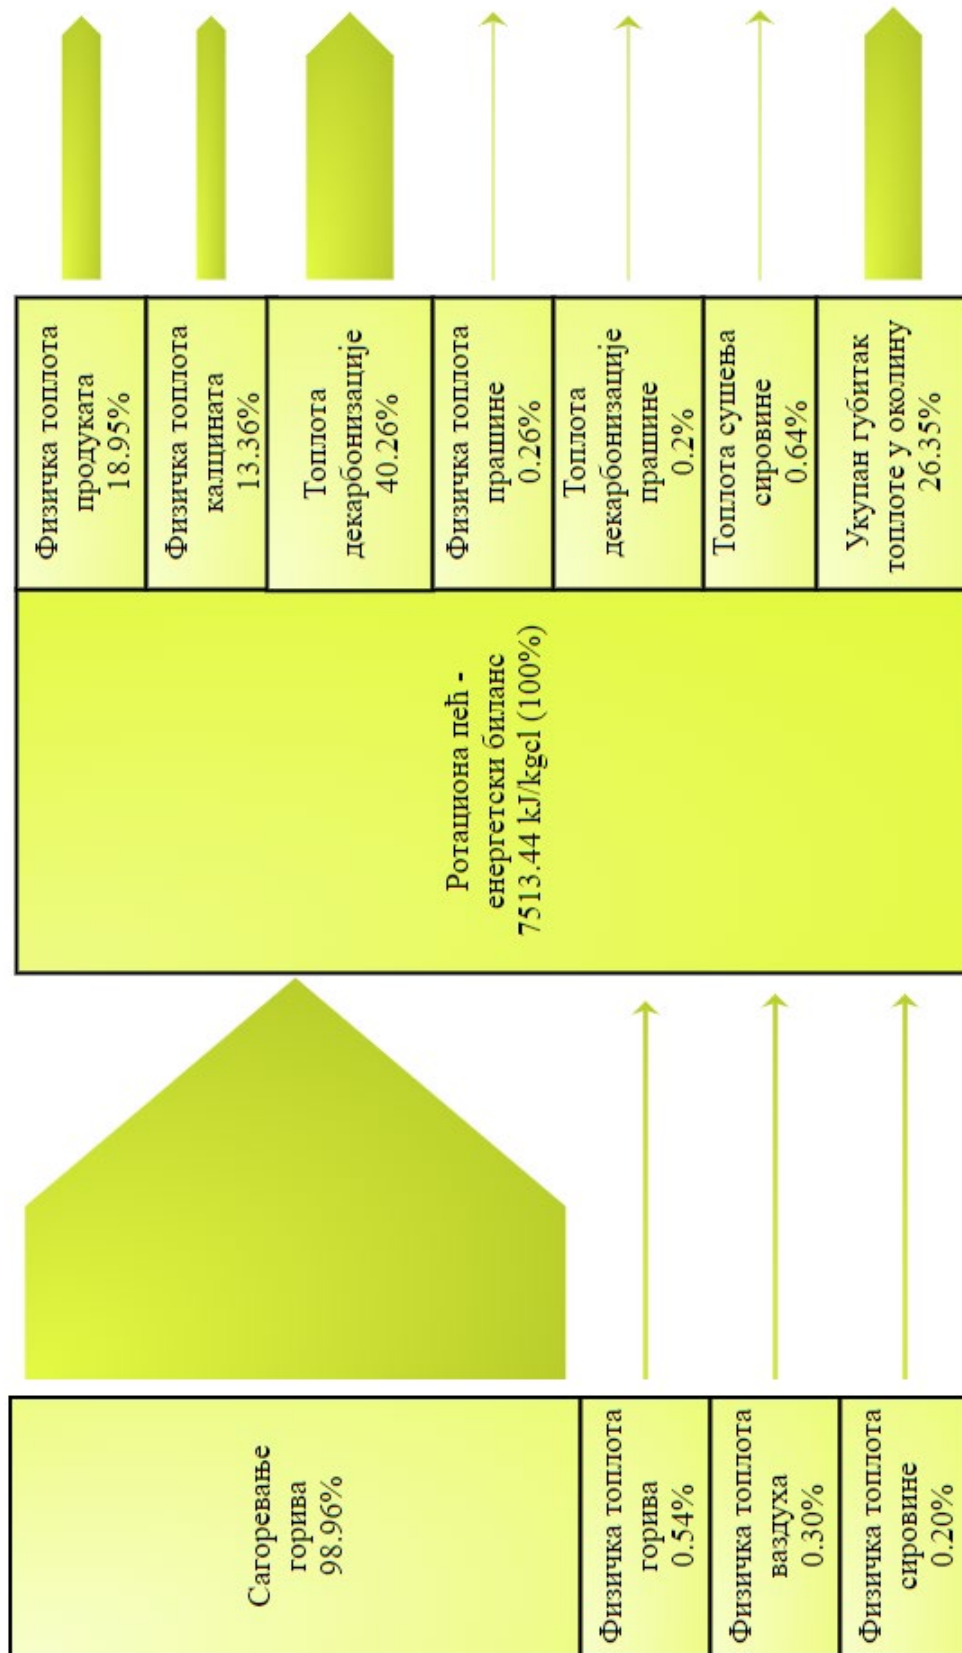 Физичка топлота
продуката
18.95%
Физичка топлота
калцината
13.36%
Топлота
декарбонизације
40.26%
Физичка топлота
прашине
0.26%
Топлота
декарбонизације
прашине
0.2%
Топлота сушења
сировине
0.64%
Укупан губитак
топлоте у околину
26.35%
Ротациона пећ -
енергетски биланс
7513.44 kJ/kgcl (100%)
Сагоревање
горива
98.96%
Физичка топлота
горива
0.54%
Физичка топлота
ваздуха
0.30%
Физичка топлота
сировине
0.20%